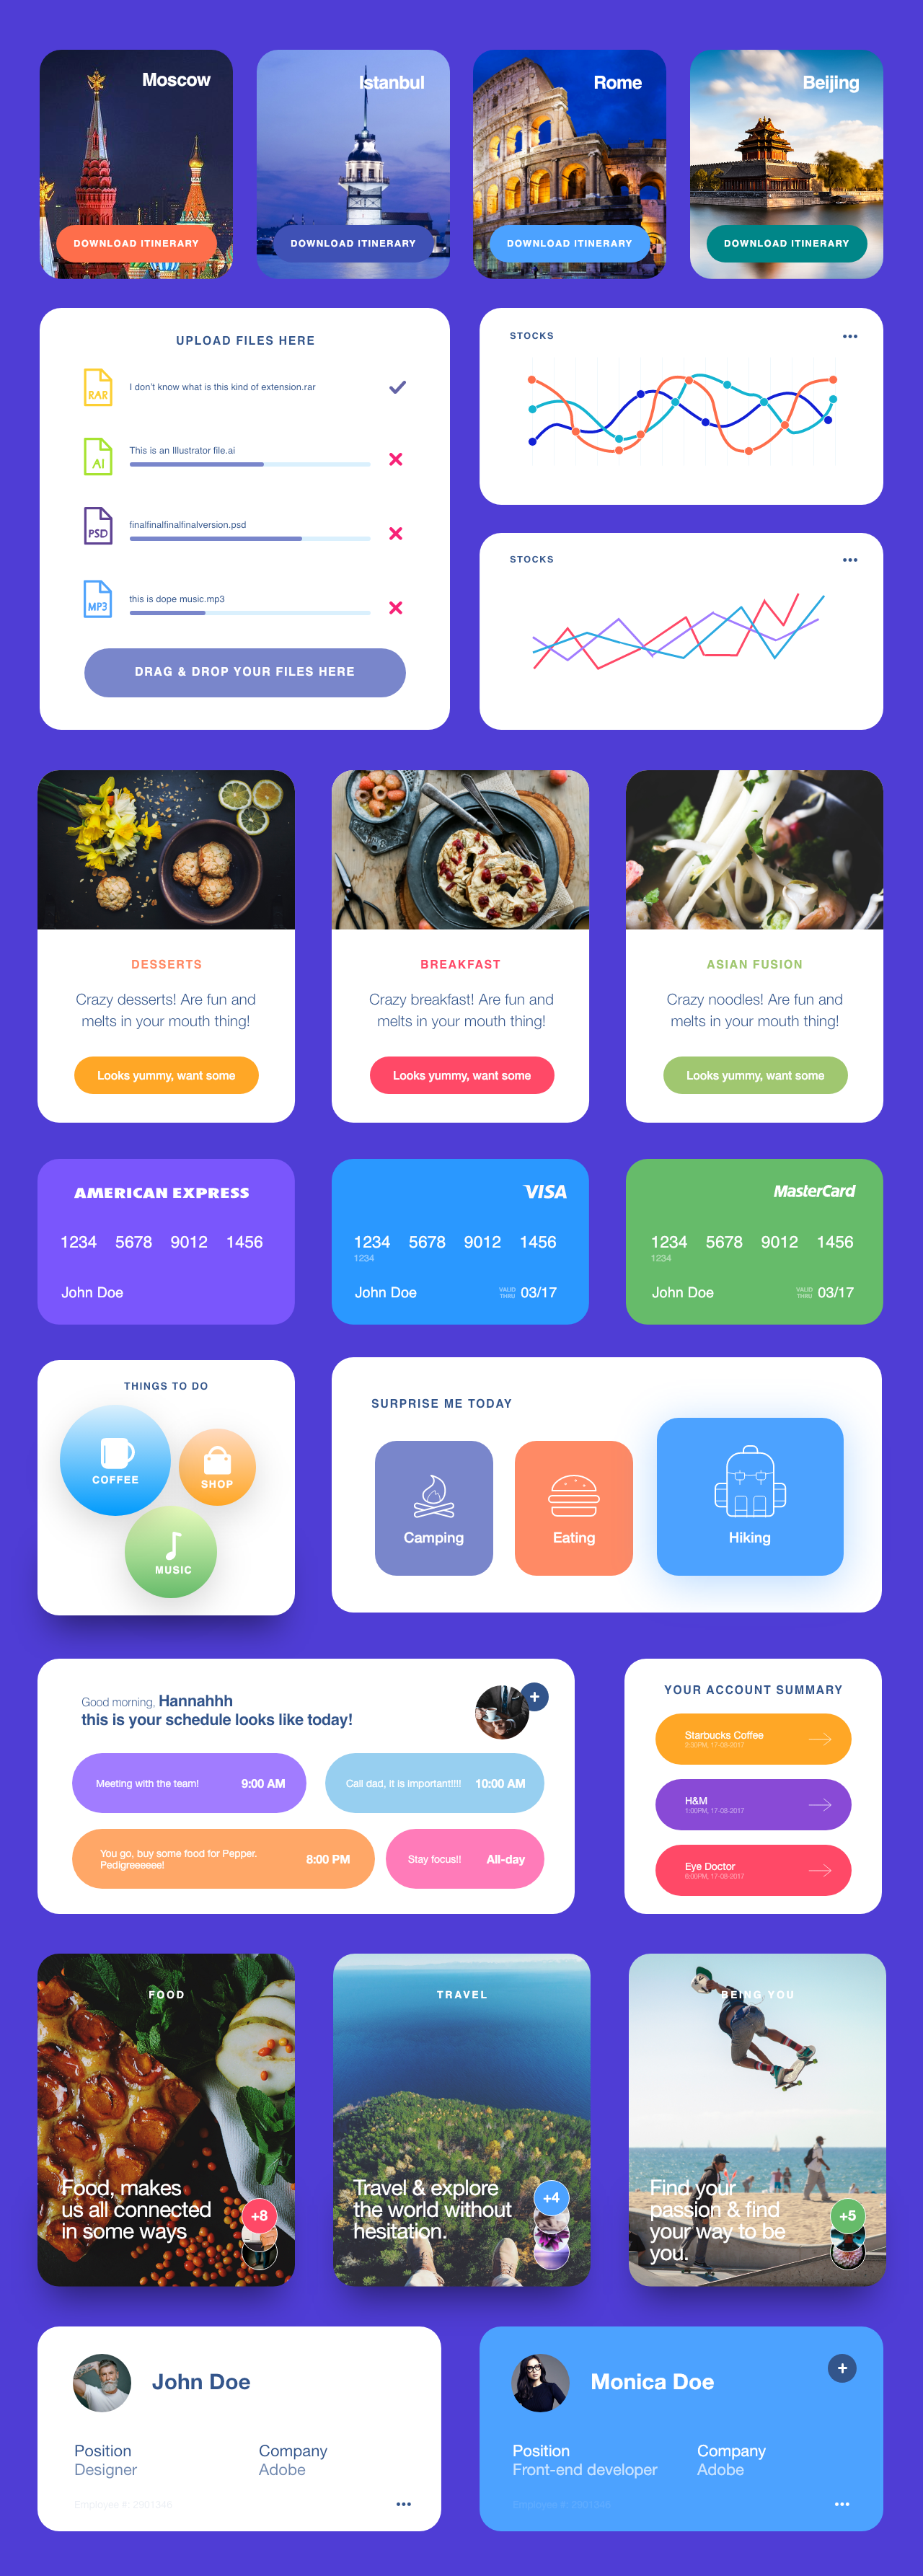 Moscow
DOWNLOAD ITINERARY
Istanbul
DOWNLOAD ITINERARY
Rome
DOWNLOAD ITINERARY
Beijing
DOWNLOAD ITINERARY
UPLOAD FILES HERE
RAR
I don't know what is this kind of extension.rar
AI
This is an Illustrator file.ai
PSD
finalfinalfinalfinalversion.psd
MP3
this is dope music.mp3
DRAG & DROP YOUR FILES HERE
STOCKS
STOCKS
DESSERTS
Crazy desserts! Are fun and
melts in your mouth thing!
Looks yummy, want some
BREAKFAST
Crazy breakfast! Are fun and
melts in your mouth thing!
Looks yummy, want some
ASIAN FUSION
Crazy noodles! Are fun and
melts in your mouth thing!
Looks yummy, want some
AMERICAN EXPRESS
1234 5678 9012 1456
John Doe
VISA
1234 5678 9012 1456
1234
John Doe
VALID
THRU
03/17
MasterCard
1234 5678 9012 1456
1234
John Doe
VALID
THRU
03/17
THINGS TO DO
COFFEE
SHOP
MUSIC
SURPRISE ME TODAY
Camping
Eating
Hiking
Good morning, Hannahhh
this is your schedule looks like today!
Meeting with the team! 9:00 AM
Call dad, it is important!!!! 10:00 AM
You go, buy some food for Pepper.
Pedigreeeeee!
8:00 PM
Stay focus!! All-day
YOUR ACCOUNT SUMMARY
Starbucks Coffee
2:00PM, 17-08-2017
H&M
1:00PM, 17-08-2017
Eye Doctor
6:00PM, 17-08-2017
FOOD
Food, makes
us all connected
in some ways
+8
TRAVEL
Travel & explore
the world without
hesitation.
+4
BEING YOU
Find your
passion & find
your way to be
you.
+5
John Doe
Position
Designer
Company
Adobe
Employee #: 2901346
Monica Doe
Position
Front-end developer
Company
Adobe
Employee #: 2901346